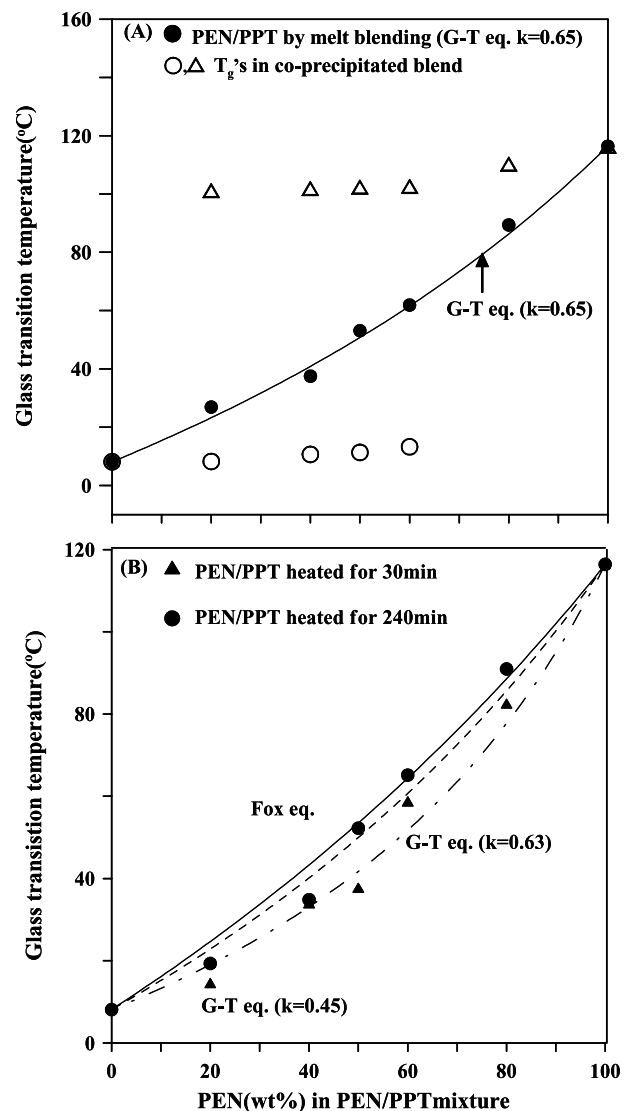 160
(A)
PEN/PPT by melt blending (G-T eq. k=0.65)
, Tg's in co-precipitated blend
120
80
40
0
G-T eq. (k=0.65)
Glass transition temperature(°C)
120
(B)
PEN/PPT heated for 30min
PEN/PPT heated for 240min
80
Fox eq.
G-T eq. (k=0.63)
40
G-T eq. (k=0.45)
0
Glass transistion temperature(°C)
0 20 40 60 80 100
PEN(wt%) in PEN/PPTmixture